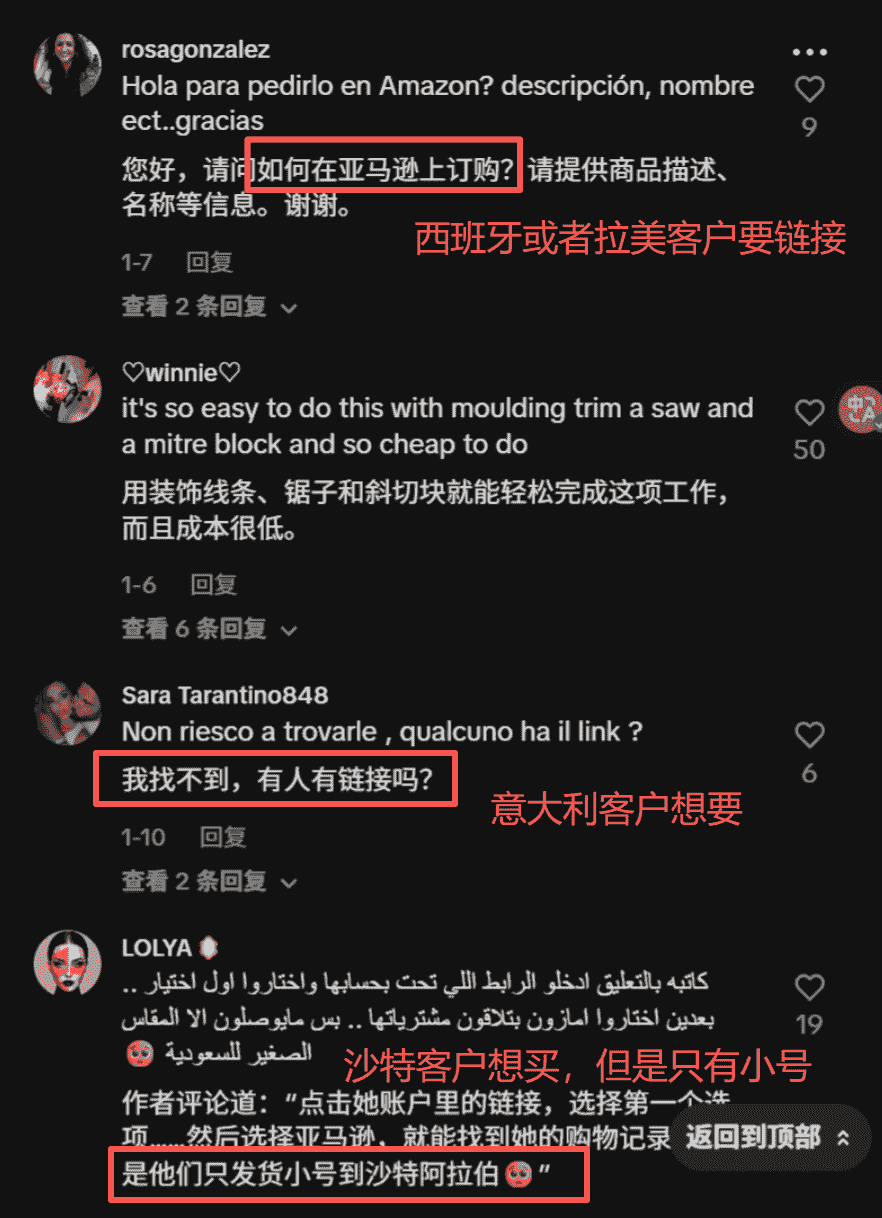 rosagonzalez
Hola para pedirlo en Amazon? descripción, nombre
ect..gracias
9
您好，请问如何在亚马逊上订购？请提供商品描述、
名称等信息。谢谢。
西班牙或者拉美客户要链接
1-7 回复
查看 2 条回复
♡winnie♡
it's so easy to do this with moulding trim a saw and
a mitre block and so cheap to do
50
用装饰线条、锯子和斜切块就能轻松完成这项工作，
而且成本很低。
1-6 回复
查看 6 条回复
Sara Tarantino848
Non riesco a trovarle , qualcuno ha il link ?
我找不到，有人有链接吗？
6
意大利客户想要
1-10 回复
查看 2 条回复
LOLYA
كاتبه بالتعليق ادخلو الرابط اللي تحت بحسابها واختاروا اول اختيار ..
بعدين اختاروا امازون بتلاقون مشترياتها .. بس مايوصلون الا المقاس
19
الصغير للسعودية
沙特客户想买，但是只有小号
作者评论道：“点击她账户里的链接，选择第一个选
项......然后选择亚马逊，就能找到她的购物记录
返回到顶部
是他们只发货小号到沙特阿拉伯 ”